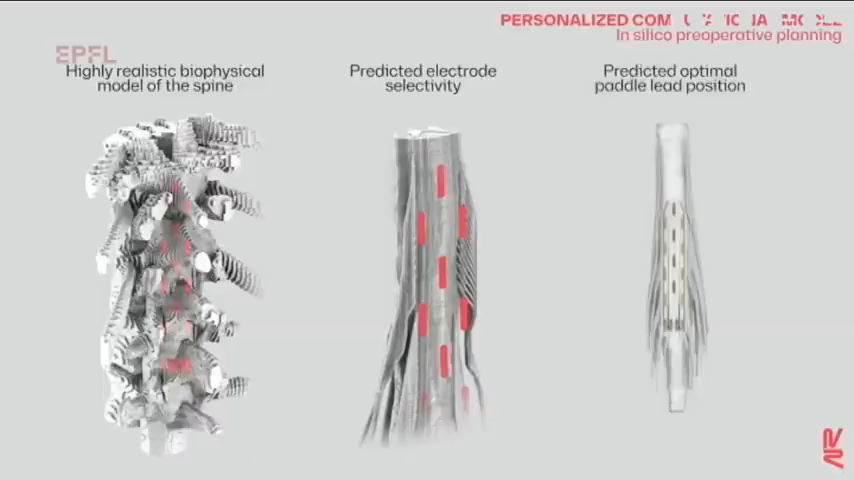 PERSONALIZED
In silico preoperative planning
EPFL
Highly realistic biophysical
model of the spine
Predicted electrode
selectivity
Predicted optimal
paddle lead position